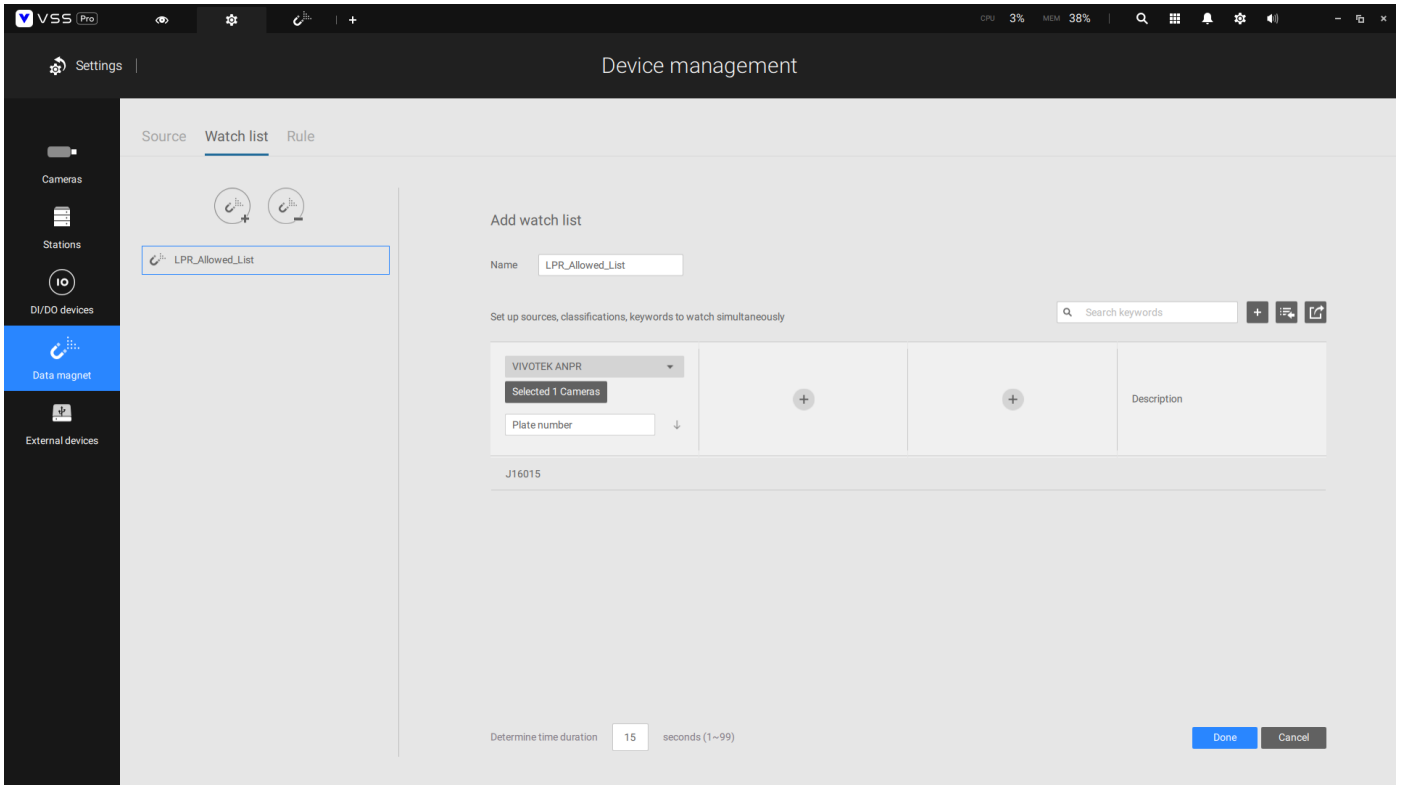 VSS Pro CPU 3% MEM 38%
Settings Device management
Source Watch list Rule
Cameras
Stations
IO
DI/DO devices
Data magnet
External devices
LPR_Allowed_List
Add watch list
Name LPR_Allowed_List
Set up sources, classifications, keywords to watch simultaneously Search keywords
VIVOTEK ANPR
Selected 1 Cameras
Plate number
Description
J16015
Determine time duration 15 seconds (1~99) Done Cancel